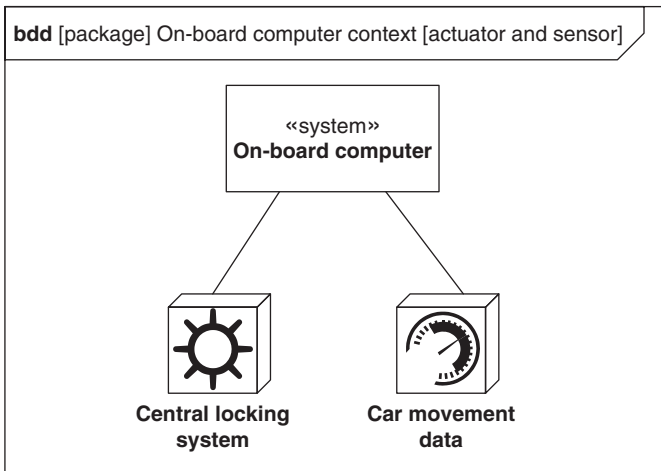 bdd [package] On-board computer context [actuator and sensor]
«system»
On-board computer
Central locking
system
Car movement
data